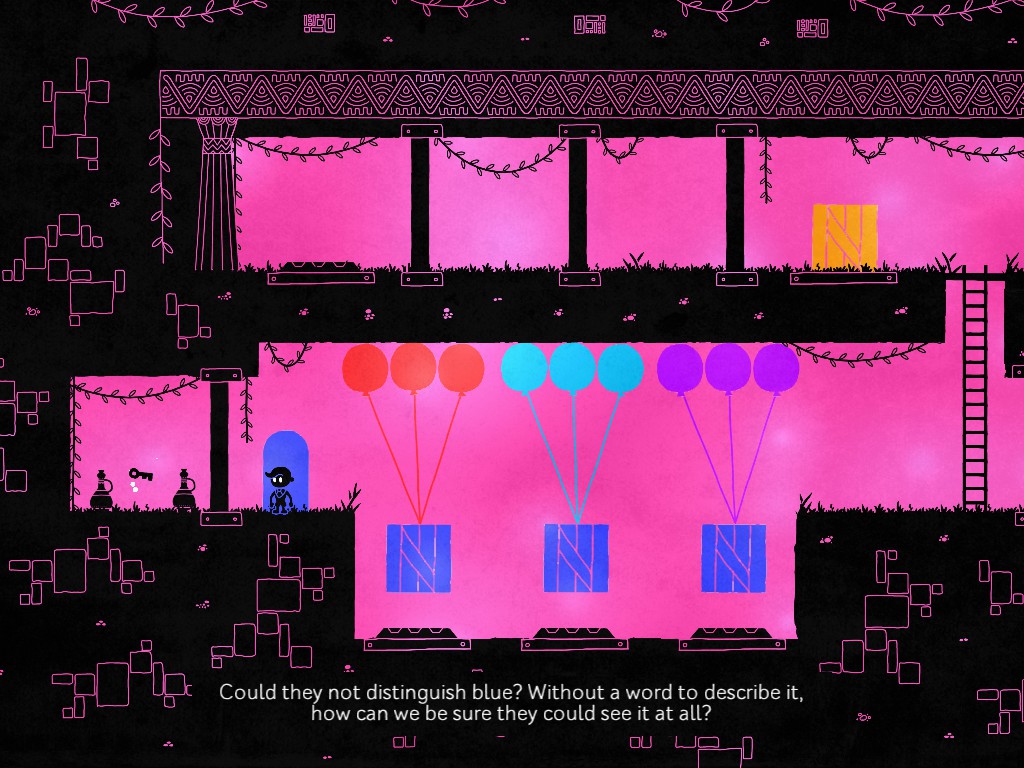 Could they not distinguish blue? Without a word to describe it,
how can we be sure they could see it at all?